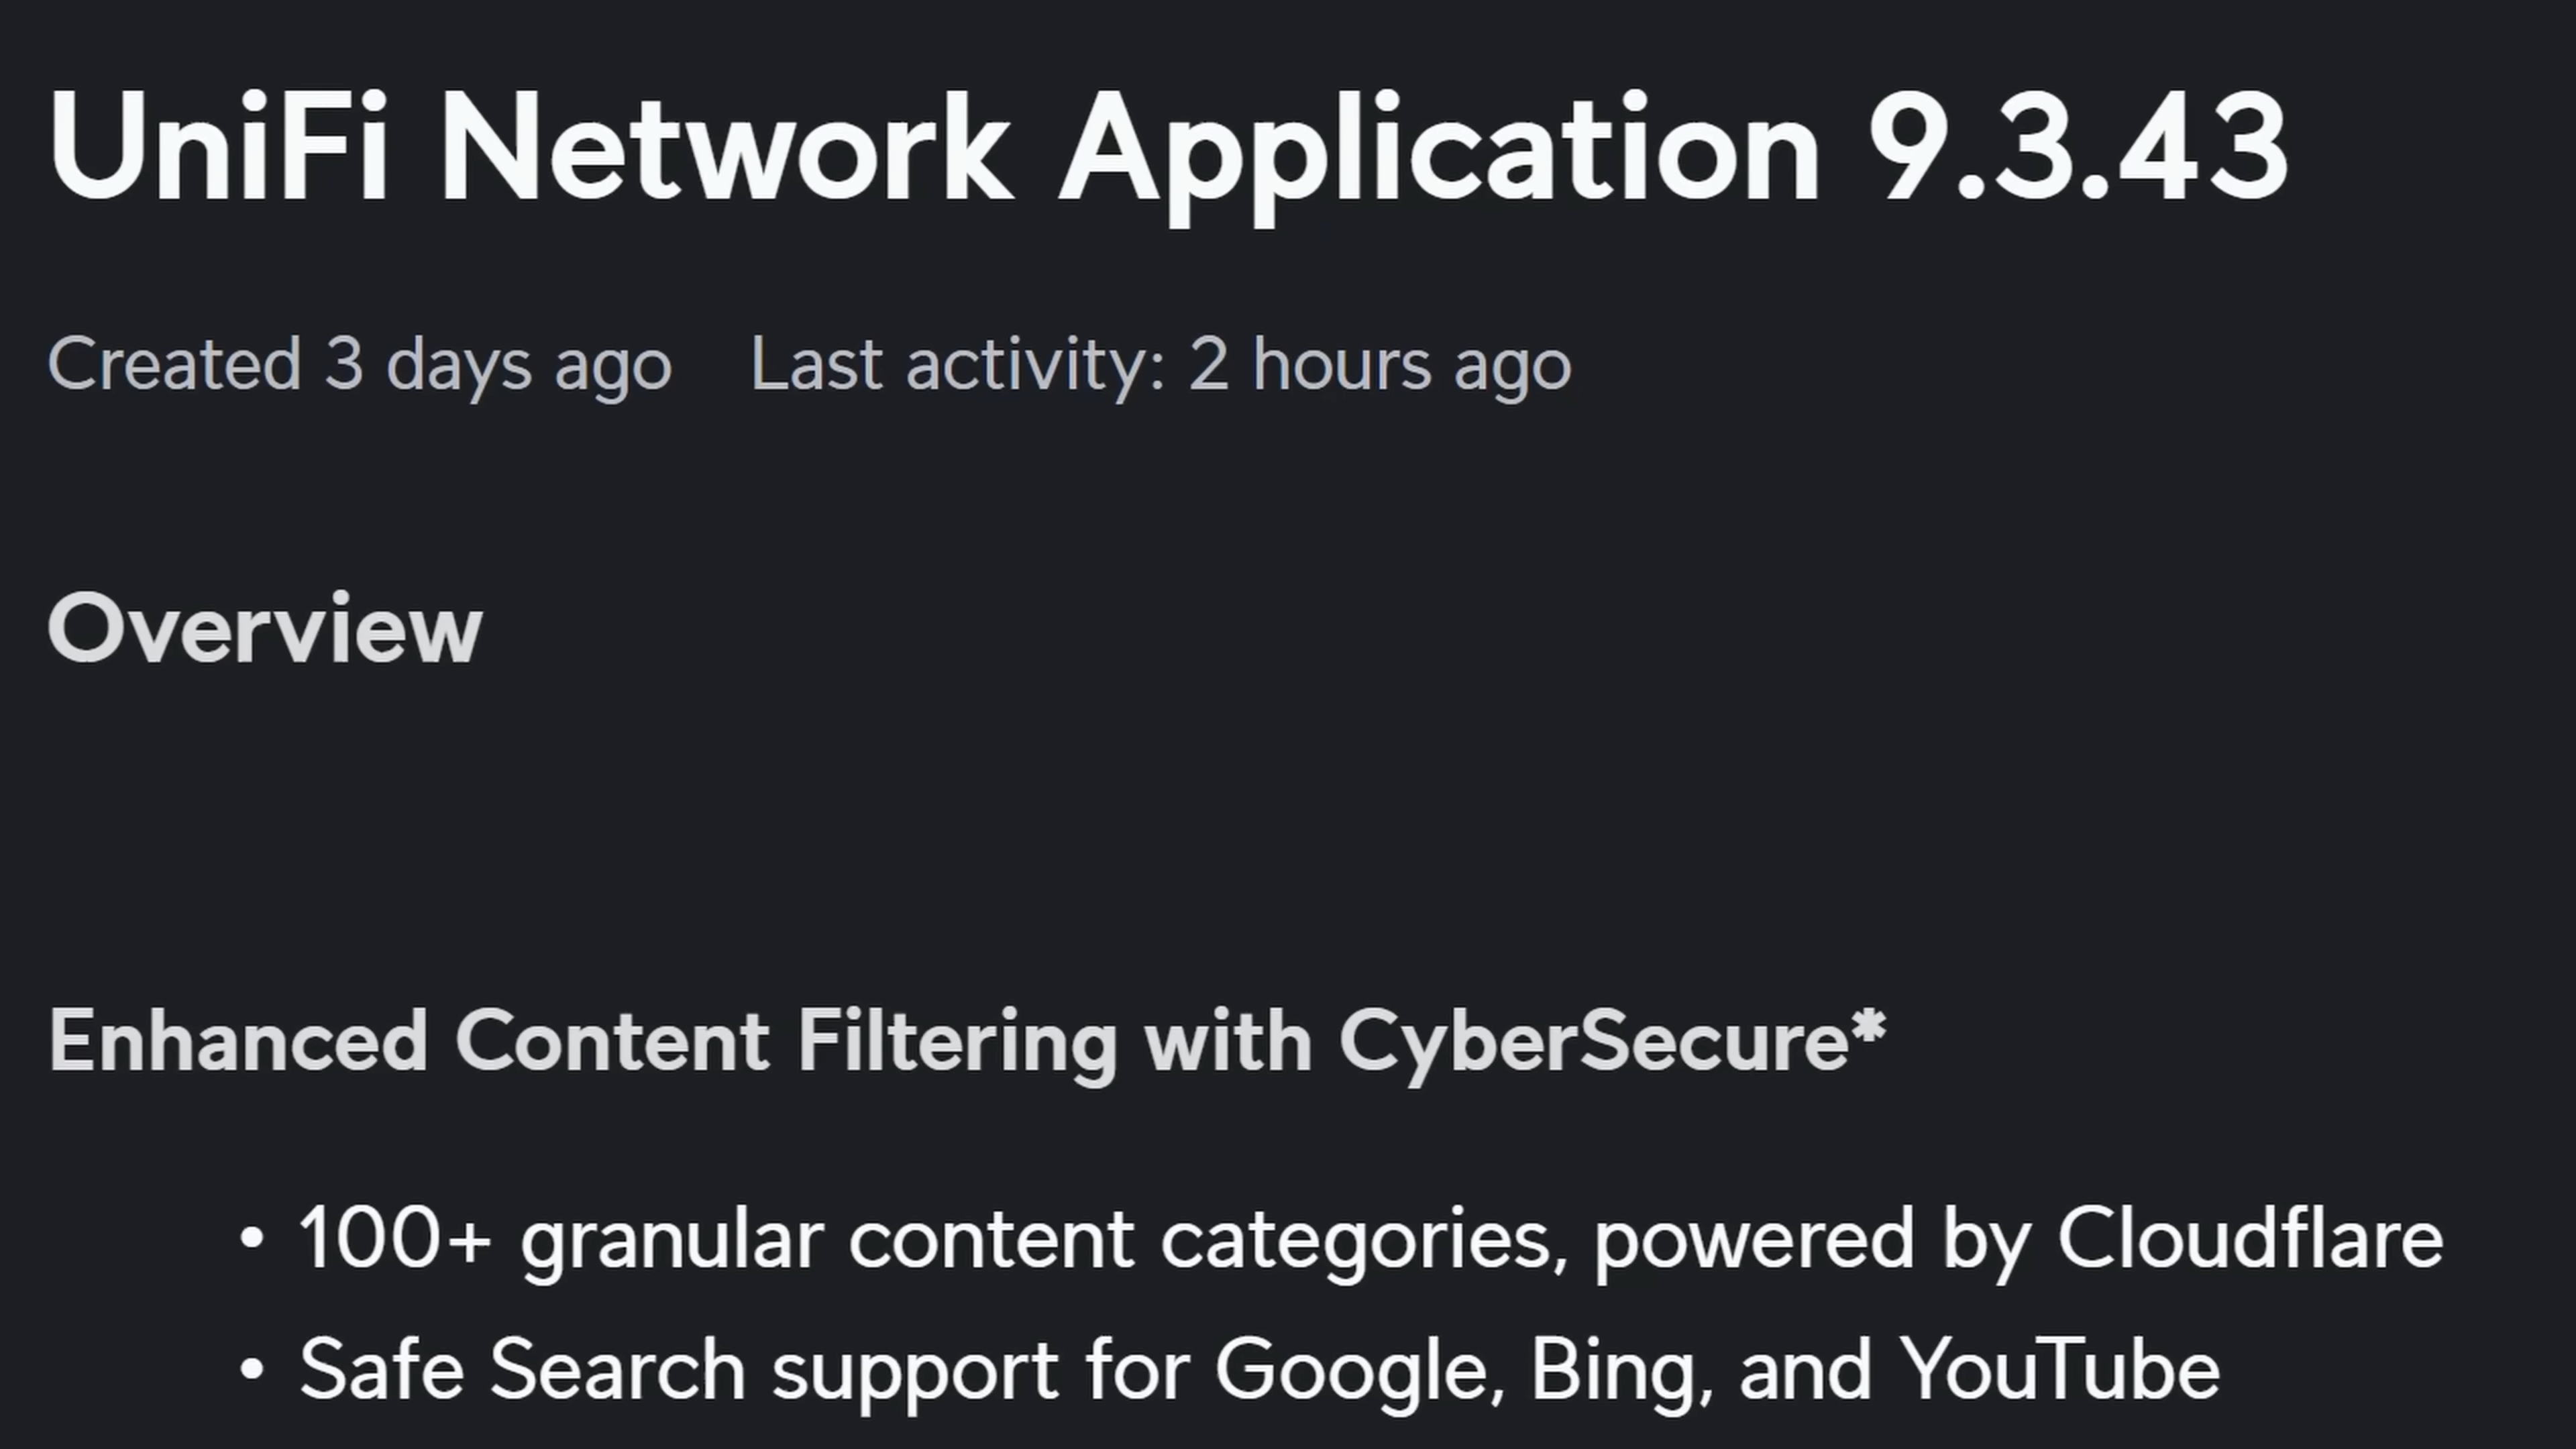 UniFi Network Application 9.3.43
Created 3 days ago Last activity: 2 hours ago
Overview
Enhanced Content Filtering with CyberSecure*
• 100+ granular content categories, powered by Cloudflare
• Safe Search support for Google, Bing, and YouTube